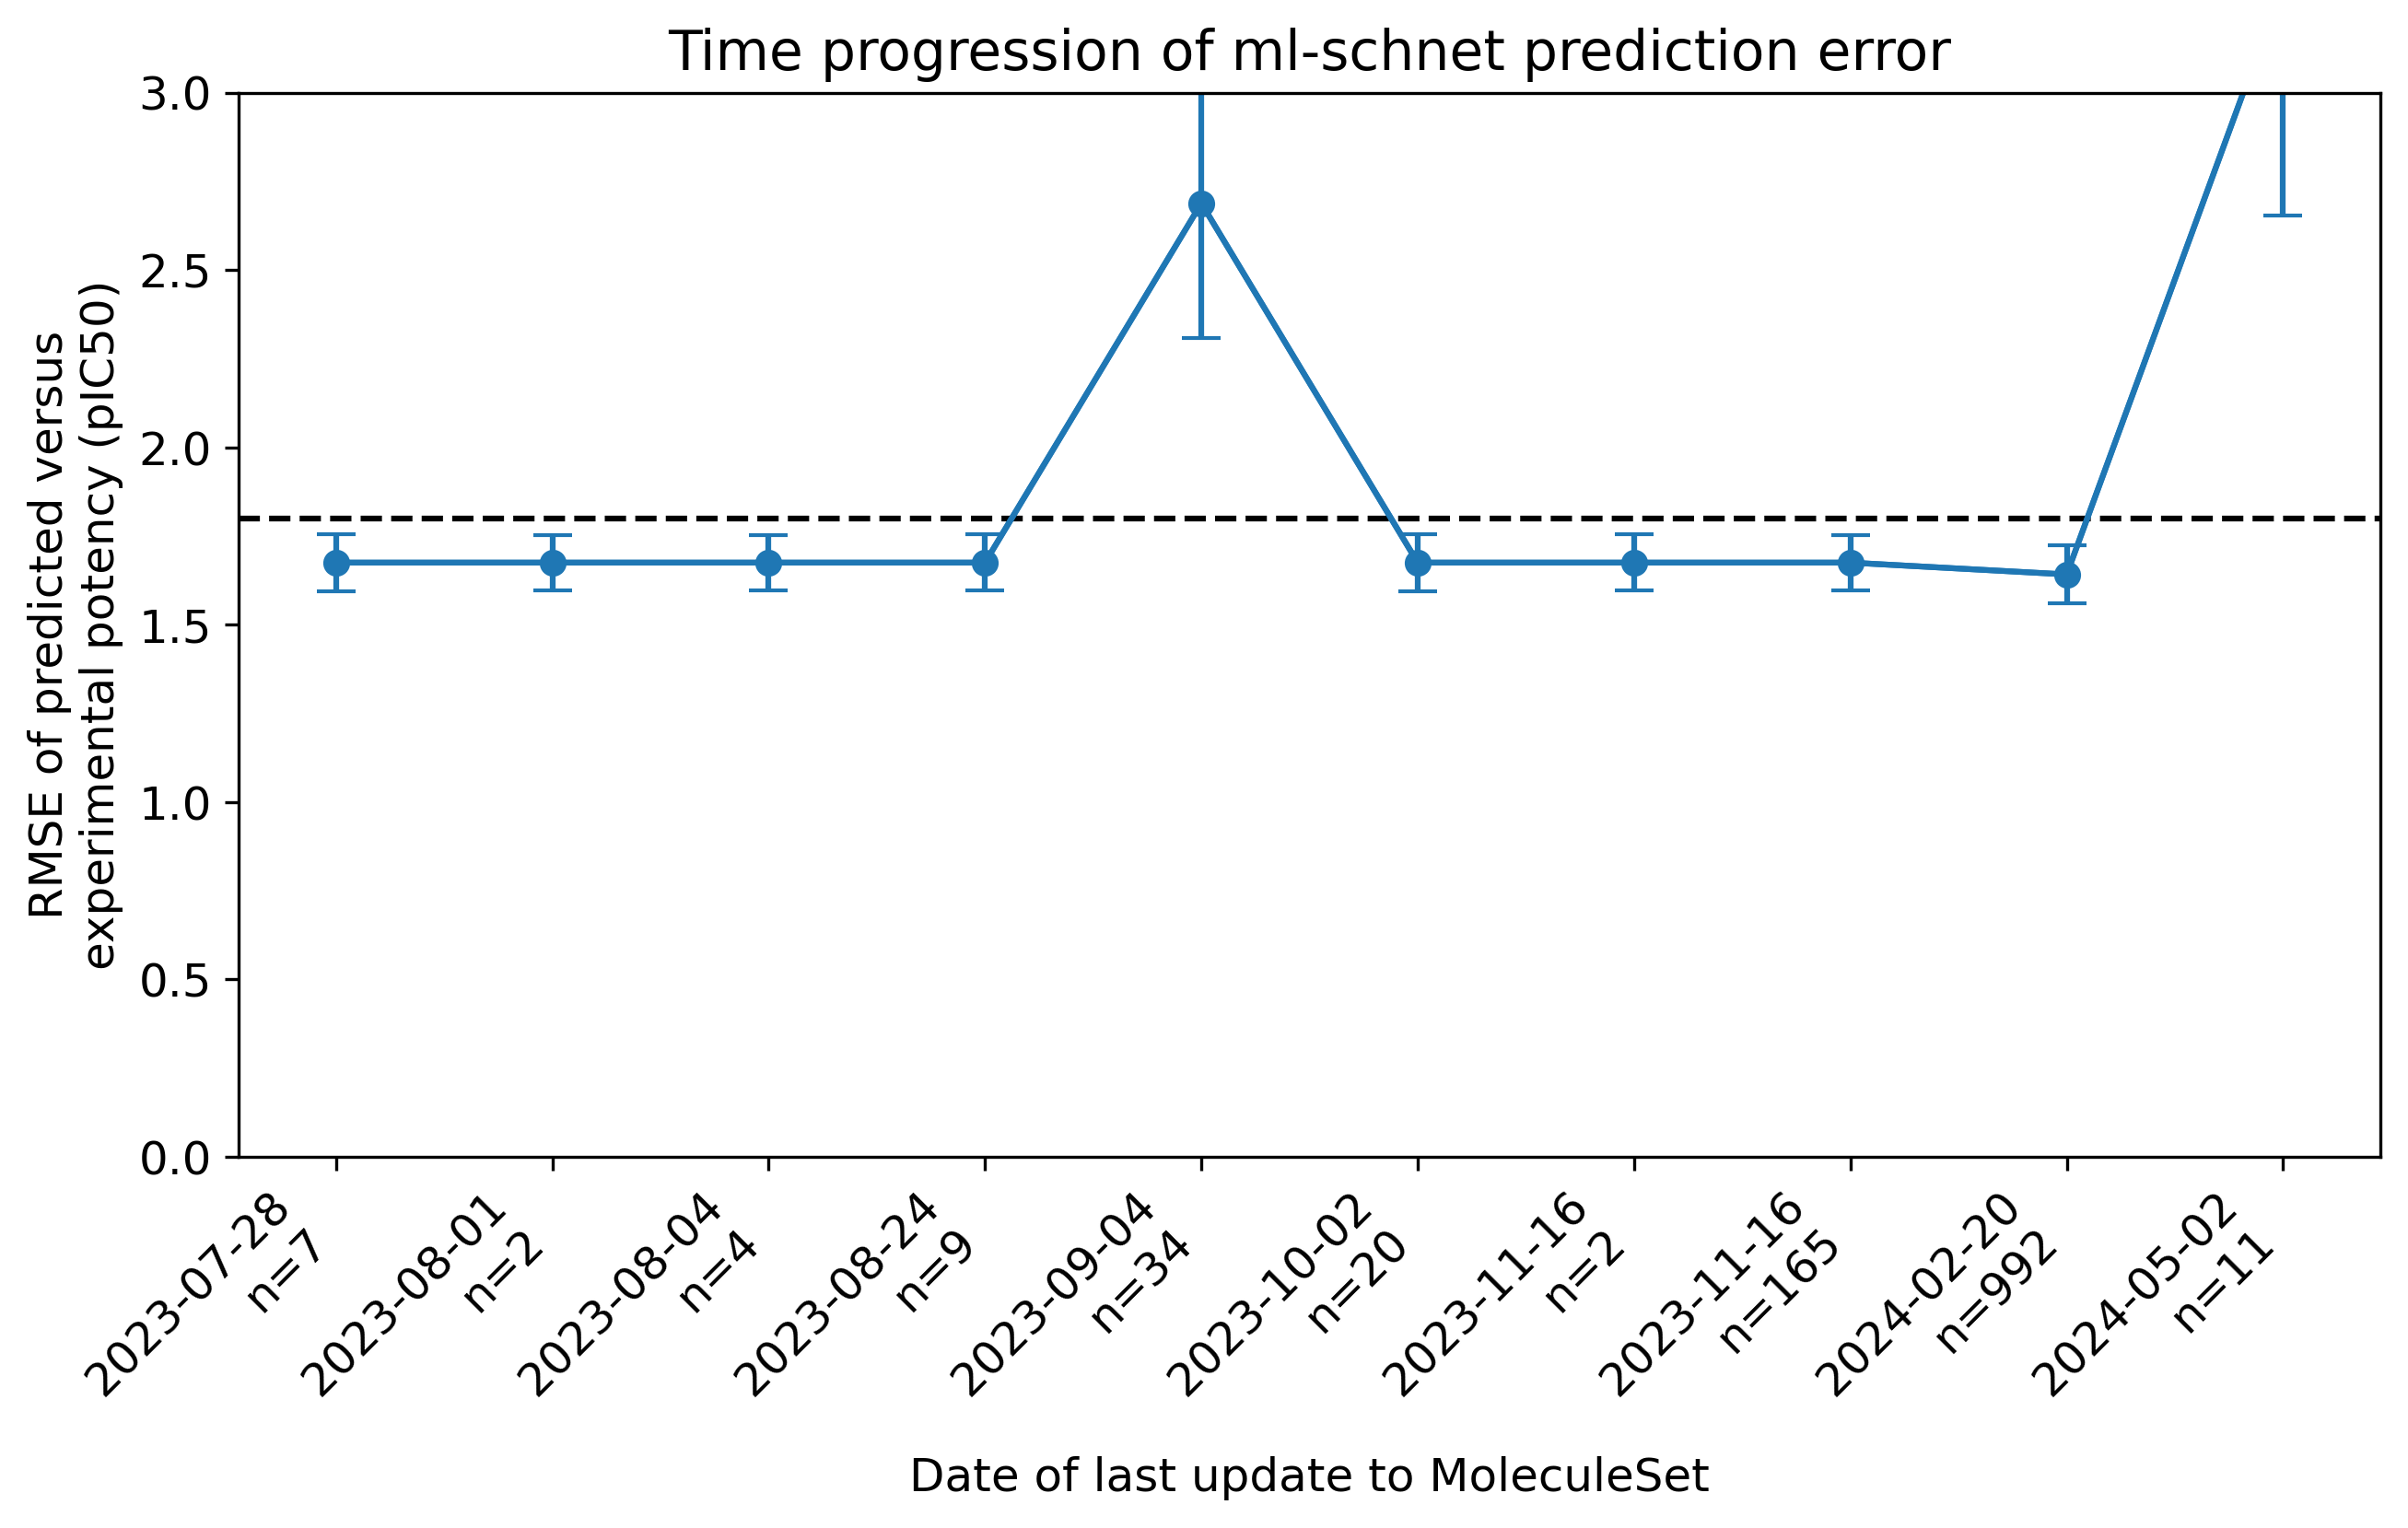 Time progression of ml-schnet prediction error
RMSE of predicted versus
experimental potency (pIC50)
3.0
2.5
2.0
1.5
1.0
0.5
0.0
2023-07-28
n=7
2023-08-01
n=2
2023-08-04
n=4
2023-08-24
n=9
2023-09-04
n=34
2023-10-02
n=20
2023-11-16
n=2
2023-11-16
n=165
2024-02-20
n=992
2024-05-02
n=11
Date of last update to MoleculeSet